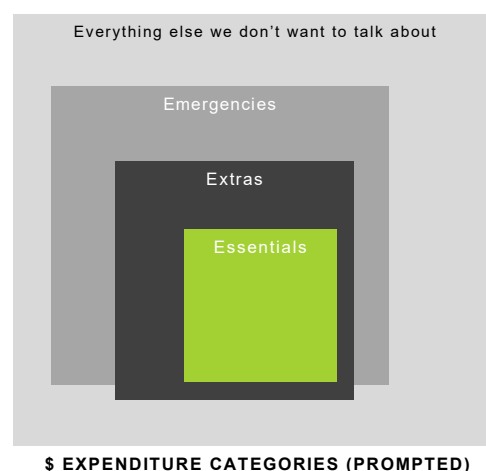 Everything else we don’t want to talk about
Emergencies
Extras
Essentials
$ EXPENDITURE CATEGORIES (PROMPTED)